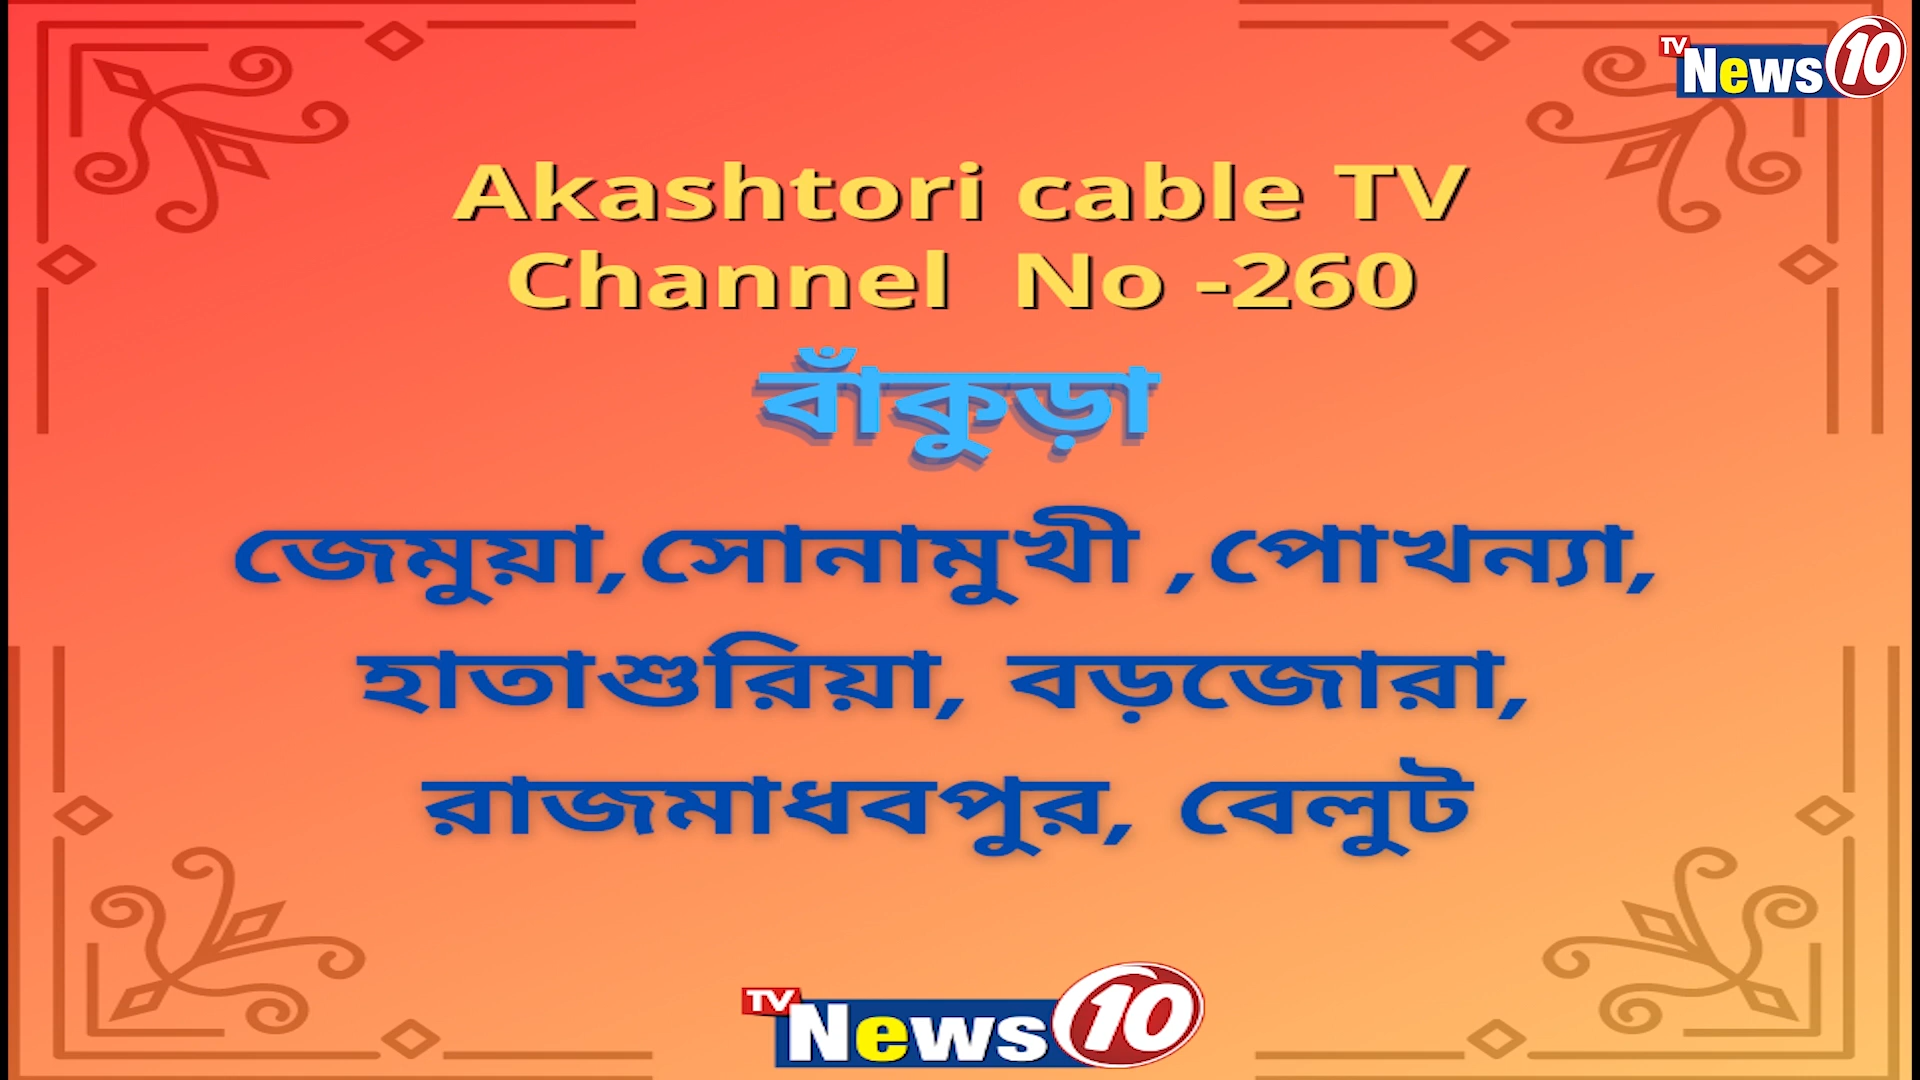 TV News 10
Akashtori cable TV
Channel No -260
বাঁকুড়া
জেমুয়া,সোনামুখী ,পোখন্যা,
হাতাশুরিয়া, বড়জোরা,
রাজমাধবপুর, বেলুট
TV News 10